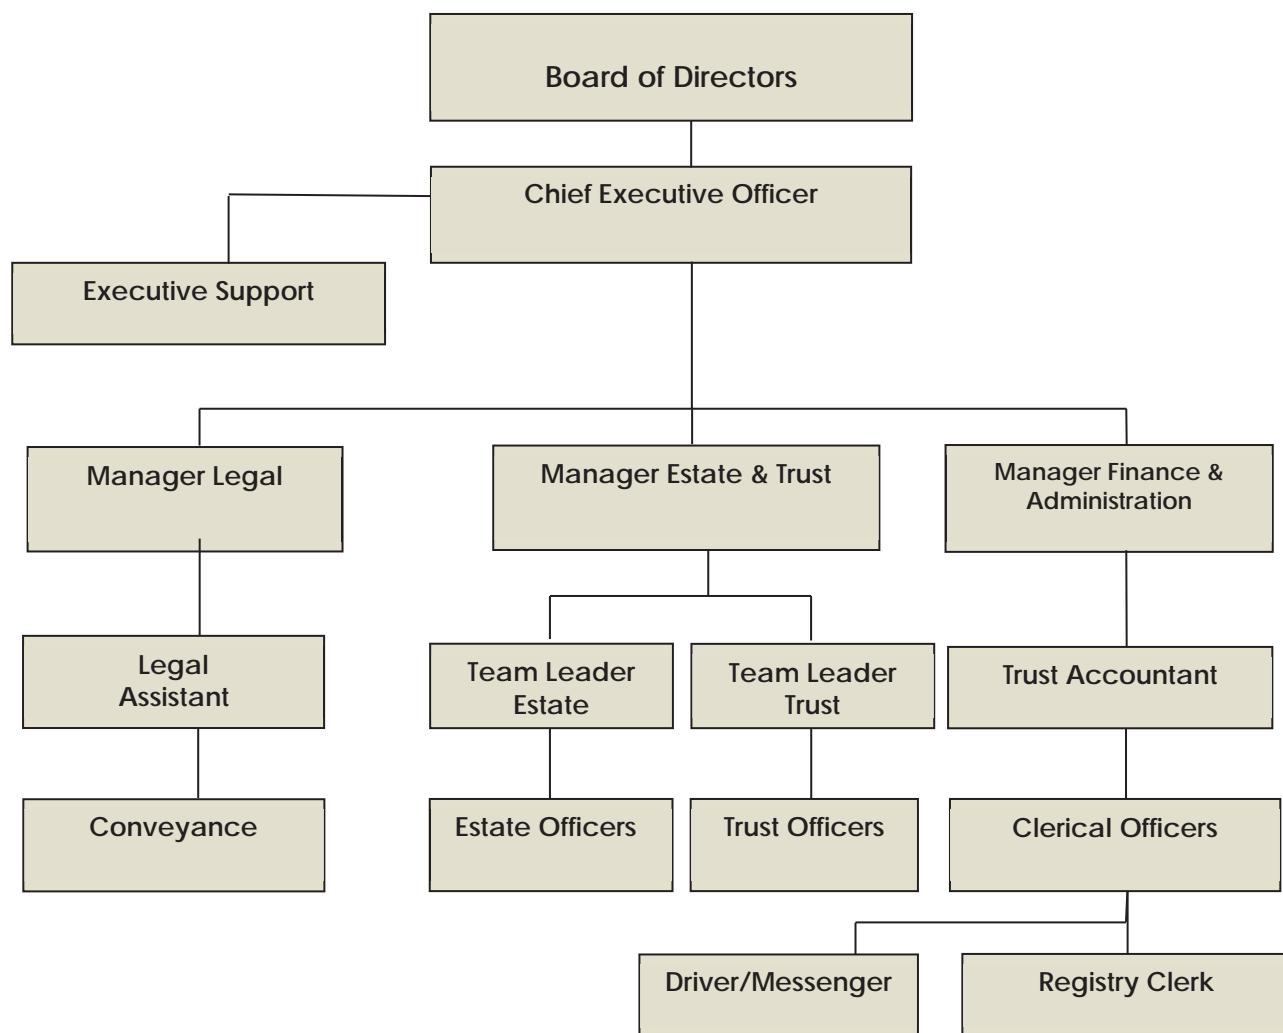 Board of Directors
Chief Executive Officer
Executive Support
Manager Legal
Manager Estate & Trust
Manager Finance &
Administration
Legal
Assistant
Team Leader
Estate
Team Leader
Trust
Trust Accountant
Conveyance
Estate Officers
Trust Officers
Clerical Officers
Driver/Messenger
Registry Clerk